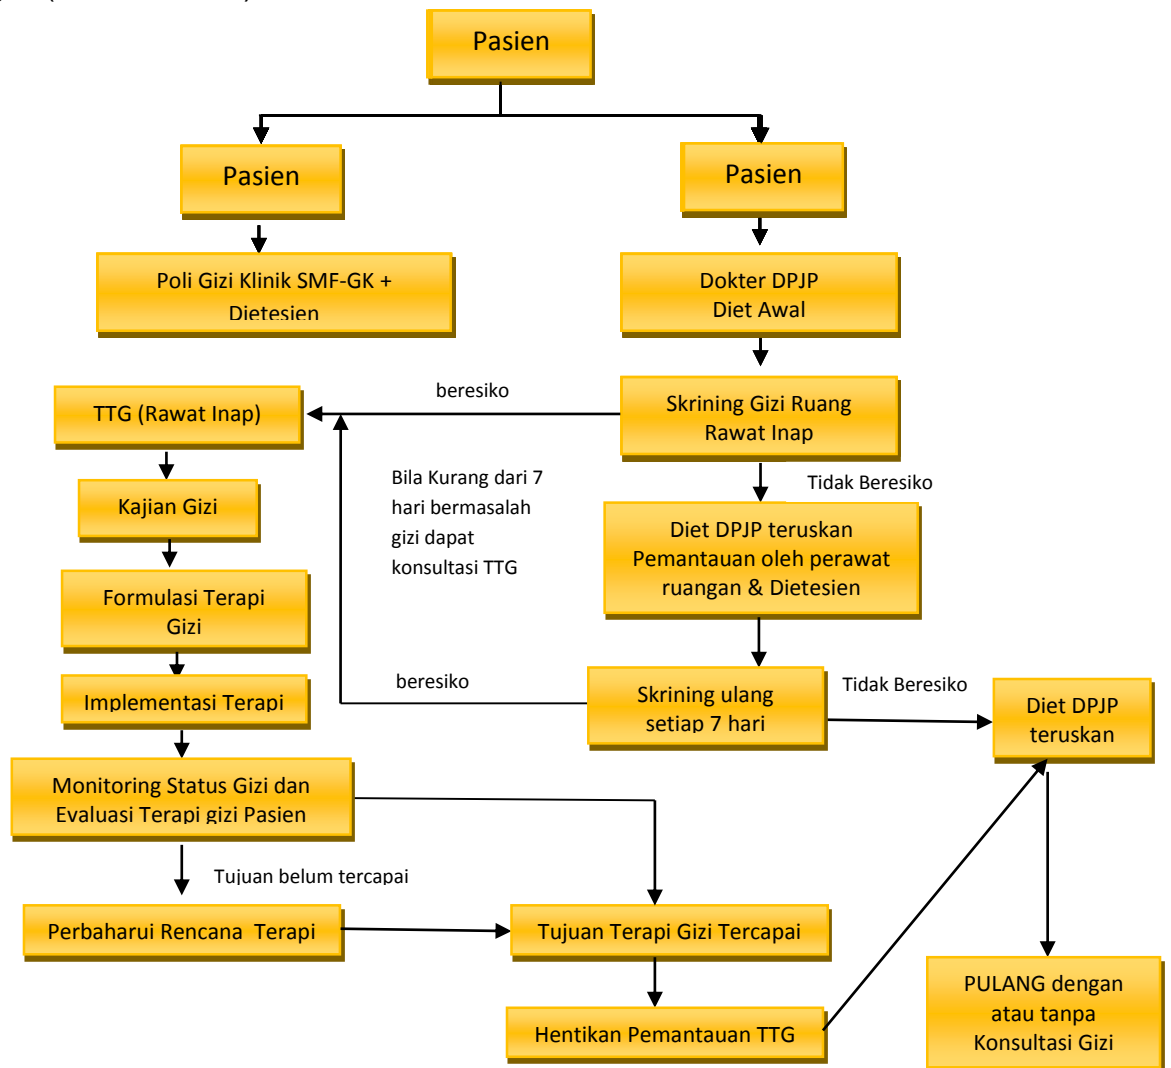 Pasien
Pasien
Pasien
Poli Gizi Klinik SMF-GK +
Dietesien
Dokter DPJP
Diet Awal
beresiko
TTG (Rawat Inap)
Skrining Gizi Ruang
Rawat Inap
Bila Kurang dari 7
hari bermasalah
gizi dapat
konsultasi TTG
Tidak Beresiko
Kajian Gizi
Diet DPJP teruskan
Pemantauan oleh perawat
ruangan & Dietesien
Formulasi Terapi
Gizi
beresiko
Skrining ulang
setiap 7 hari
Tidak Beresiko
Diet DPJP
teruskan
Implementasi Terapi
Monitoring Status Gizi dan
Evaluasi Terapi gizi Pasien
Tujuan belum tercapai
Perbaharui Rencana Terapi
Tujuan Terapi Gizi Tercapai
PULANG dengan
atau tanpa
Konsultasi Gizi
Hentikan Pemantauan TTG